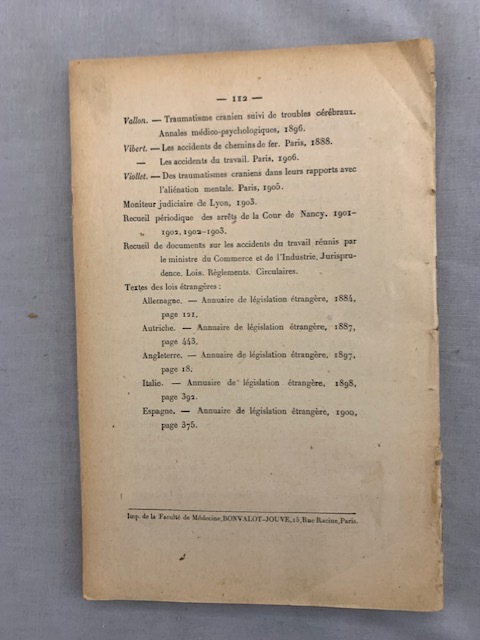 — 112 —
Vallon. — Traumatisme cranien suivi de troubles cérébraux.
Annales médico-psychologiques, 1896.
Vibert. — Les accidents de chemins de fer. Paris, 1888.
— Les accidents du travail. Paris, 1906.
Viollet. — Des traumatismes craniens dans leurs rapports avec
l'aliénation mentale. Paris, 1905.
Moniteur judiciaire de Lyon, 1903.
Recueil périodique des arrêts de la Cour de Nancy. 1901-
1902, 1902-1903.
Recueil de documents sur les accidents du travail réunis par
le ministre du Commerce et de l'Industrie. Jurispru-
dence. Lois. Règlements. Circulaires.
Textes des lois étrangères :
Allemagne. — Annuaire de législation étrangère, 1884,
page 121.
Autriche. — Annuaire de législation étrangère, 1887,
page 443.
Angleterre. — Annuaire de législation étrangère, 1897,
page 18.
Italie. — Annuaire de législation étrangère, 1898,
page 392.
Espagne. — Annuaire de législation étrangère, 1900,
page 375.
Imp. de la Faculté de Médecine, BONVALOT-JOUVE, 15, Rue Racine, Paris.